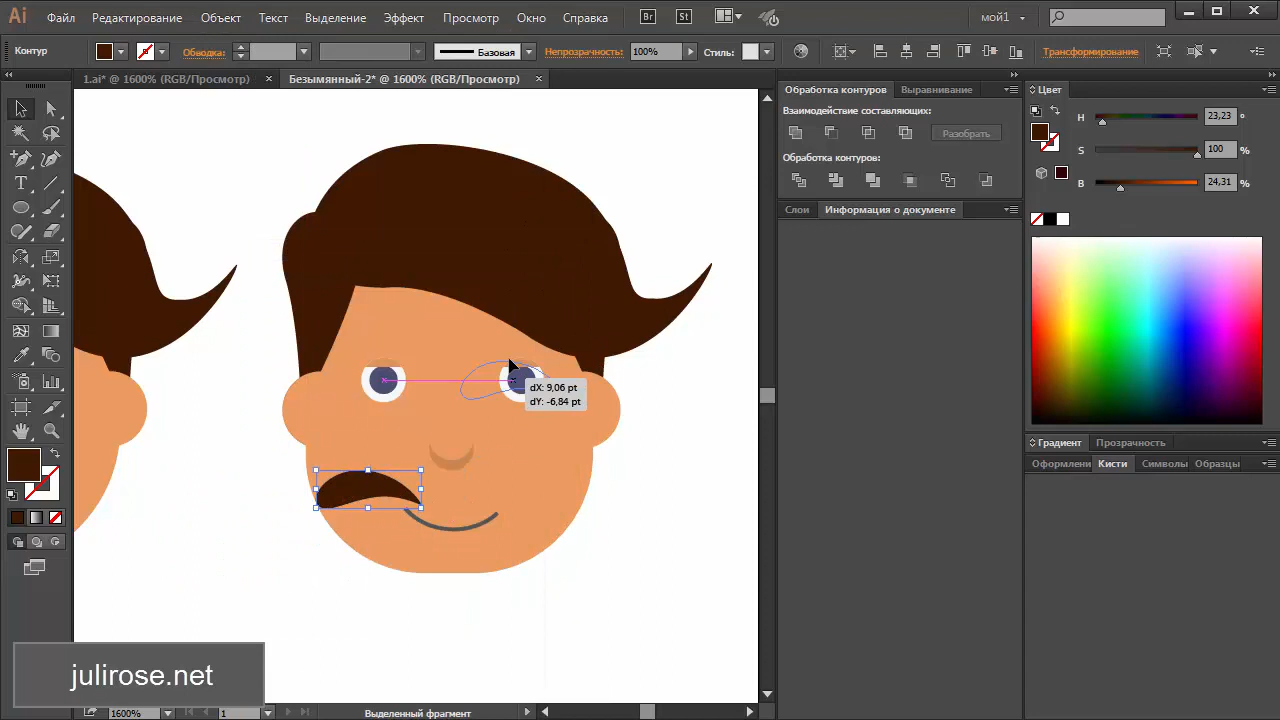 Ai Файл Редактирование Объект Текст Выделение Эффект Просмотр Окно Справка Br St мой1
Контур Обводка: Базовая Непрозрачность: 100% Стиль: Трансформирование
1.ai* @ 1600% (RGB/Просмотр) × Безымянный-2* @ 1600% (RGB/Просмотр) ×
Обработка контуров Выравнивание
Взаимодействие составляющих:
Разобрать
Обработка контуров:
Слои Информация о документе
Цвет
H 23,23 °
S 100 %
B 24,31 %
Градиент Прозрачность
Оформлени Кисти Символы Образцы
dX: 9,06 pt
dY: -6,84 pt
julirose.net
1600% 1 Выделенный фрагмент